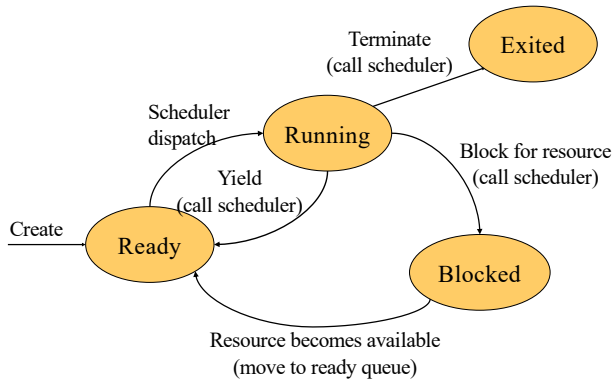 Terminate
(call scheduler)
Exited
Scheduler
dispatch
Running
Block for resource
(call scheduler)
Yield
(call scheduler)
Create
Ready
Blocked
Resource becomes available
(move to ready queue)